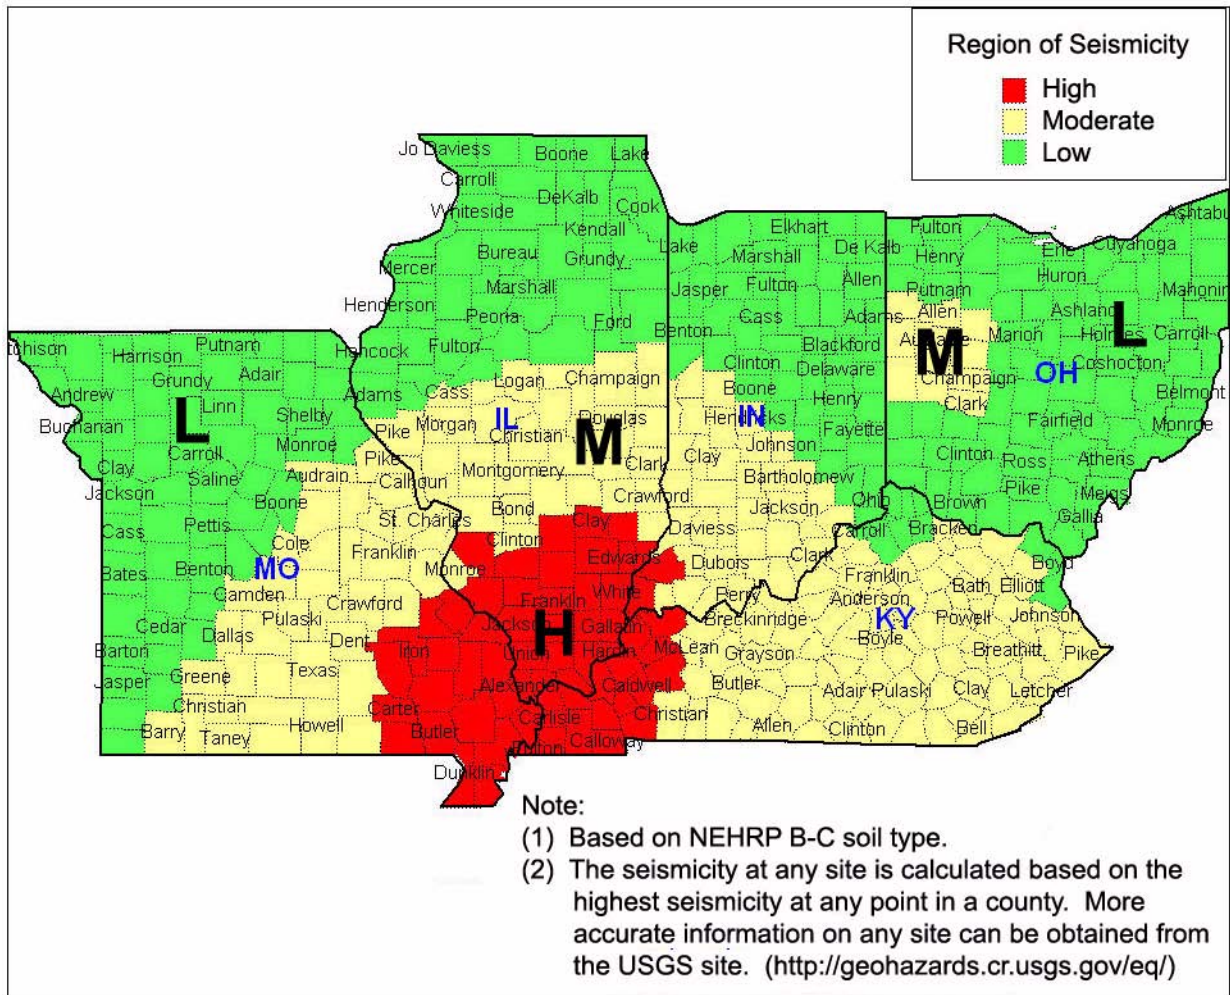 Region of Seismicity
High
Moderate
Low
Jo Daviess Boone Lake
Carroll
DeKalb
Whiteside Cook
Kendall
Bureau Grundy
Mercer
Marshall
Henderson
Peoria Ford
Hancock Fulton
Adams Cass Logan Champaign
Pike Morgan IL Christian Douglas
M
Montgomery Clark
Calhoun
Bond Crawford
Clinton Clay
Monroe Edwards
Franklin White
Jackson H Gallatin
Union Hardin
Alexander
Elkhart
Lake De Kalb
Marshall
Jasper Fulton Allen
Cass Adams
Benton Blackford
Clinton Delaware
Boone
Hendricks IN Henry
Johnson Fayette
Clay
Bartholomew
Jackson Ohio
Daviess
Dubois Clark
Perry
Fulton
Henry Erie Cuyahoga
Huron
Putnam Mahonin
Allen Ashland
Marion Holmes Carroll
L
M Coshocton
OH
Champaign Belmont
Clark
Fairfield Monroe
Clinton Ross Athens
Pike Meigs
Brown Gallia
Putnam
Harrison
Grundy Adair
Andrew
L Linn Shelby
Buchanan
Monroe
Carroll Pike
Clay Saline Audrain
Jackson Boone
Cass Pettis St. Charles
Cole Franklin
Bates Benton MO
Camden Crawford
Pulaski
Cedar Dallas Dent Iron
Barton
Texas
Jasper Greene
Christian Carter
Howell
Barry Taney Butler
Dunklin
Carroll Bracken
Boyd
Franklin Bath Elliott
Anderson
KY Powell Johnson
Breckinridge Boyle
McLean Grayson Breathitt Pike
Butler
Caldwell Adair Pulaski Clay Letcher
Carlisle Christian
Allen Clinton Bell
Calloway
Note:
(1) Based on NEHRP B-C soil type.
(2) The seismicity at any site is calculated based on the
highest seismicity at any point in a county. More
accurate information on any site can be obtained from
the USGS site. (http://geohazards.cr.usgs.gov/eq/)